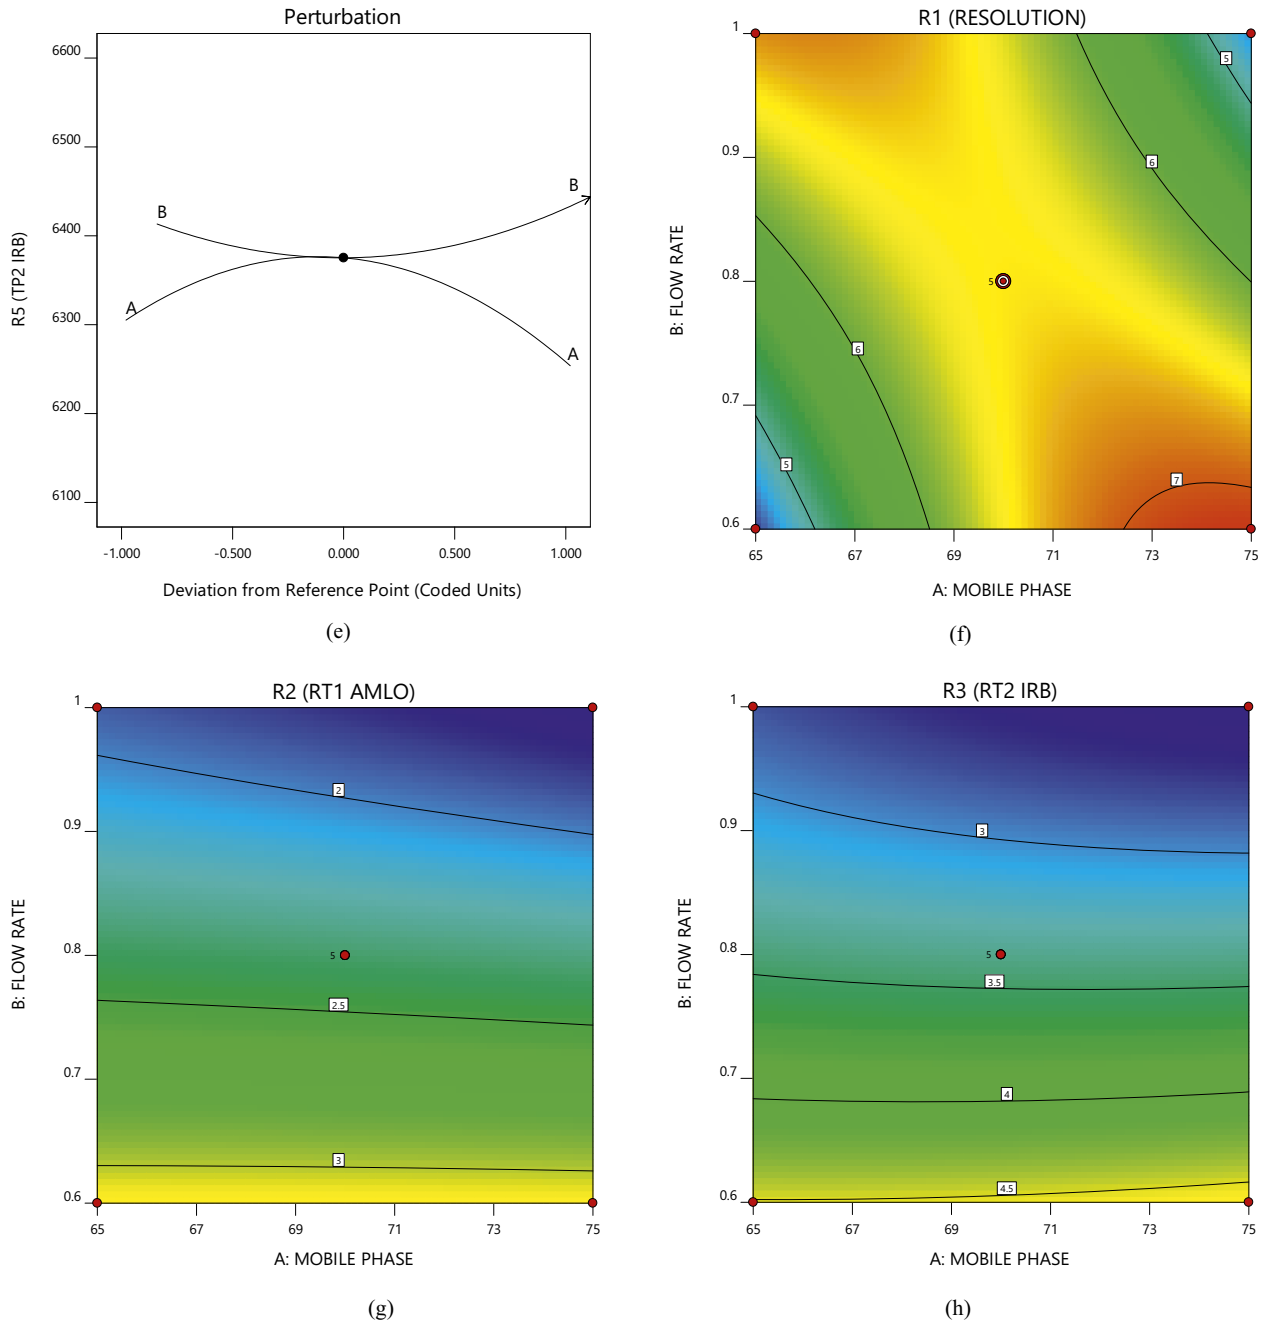 Perturbation
6600
6500
6400
6300
6200
6100
R5 (TP2 IRB)
B
B
A
A
-1.000 -0.500 0.000 0.500 1.000
Deviation from Reference Point (Coded Units)
(e)
R1 (RESOLUTION)
1
0.9
0.8
0.7
0.6
B: FLOW RATE
5
6
5
6
5
7
65 67 69 71 73 75
A: MOBILE PHASE
(f)
R2 (RT1 AMLO)
1
0.9
0.8
0.7
0.6
B: FLOW RATE
2
5
2.5
3
65 67 69 71 73 75
A: MOBILE PHASE
(g)
R3 (RT2 IRB)
1
0.9
0.8
0.7
0.6
B: FLOW RATE
3
5
3.5
4
4.5
65 67 69 71 73 75
A: MOBILE PHASE
(h)